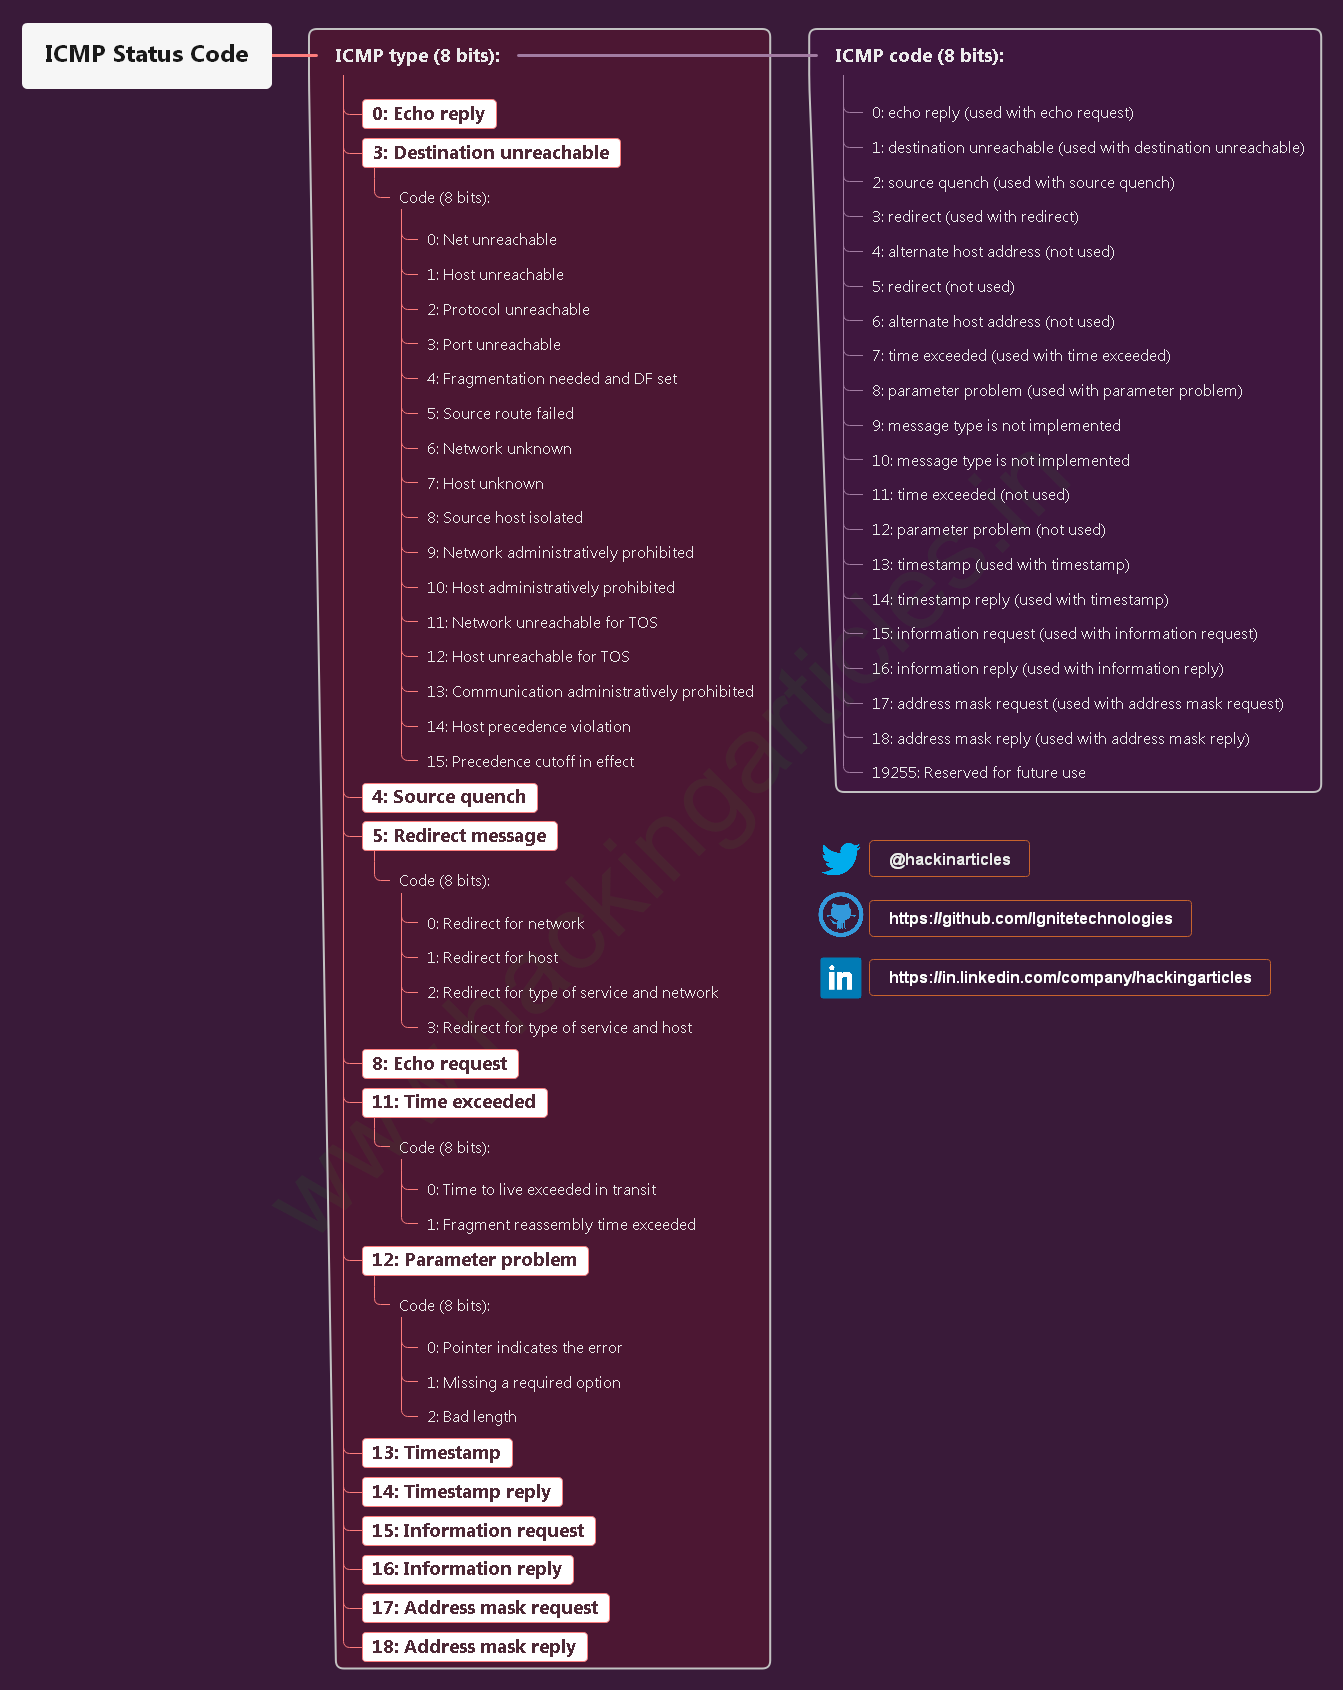 ICMP Status Code
ICMP type (8 bits):
0: Echo reply
3: Destination unreachable
Code (8 bits):
0: Net unreachable
1: Host unreachable
2: Protocol unreachable
3: Port unreachable
4: Fragmentation needed and DF set
5: Source route failed
6: Network unknown
7: Host unknown
8: Source host isolated
9: Network administratively prohibited
10: Host administratively prohibited
11: Network unreachable for TOS
12: Host unreachable for TOS
13: Communication administratively prohibited
14: Host precedence violation
15: Precedence cutoff in effect
4: Source quench
5: Redirect message
Code (8 bits):
0: Redirect for network
1: Redirect for host
2: Redirect for type of service and network
3: Redirect for type of service and host
8: Echo request
11: Time exceeded
Code (8 bits):
0: Time to live exceeded in transit
1: Fragment reassembly time exceeded
12: Parameter problem
Code (8 bits):
0: Pointer indicates the error
1: Missing a required option
2: Bad length
13: Timestamp
14: Timestamp reply
15: Information request
16: Information reply
17: Address mask request
18: Address mask reply
ICMP code (8 bits):
0: echo reply (used with echo request)
1: destination unreachable (used with destination unreachable)
2: source quench (used with source quench)
3: redirect (used with redirect)
4: alternate host address (not used)
5: redirect (not used)
6: alternate host address (not used)
7: time exceeded (used with time exceeded)
8: parameter problem (used with parameter problem)
9: message type is not implemented
10: message type is not implemented
11: time exceeded (not used)
12: parameter problem (not used)
13: timestamp (used with timestamp)
14: timestamp reply (used with timestamp)
15: information request (used with information request)
16: information reply (used with information reply)
17: address mask request (used with address mask request)
18: address mask reply (used with address mask reply)
19255: Reserved for future use
@hackinarticles
https://github.com/Ignitetechnologies
in
https://in.linkedin.com/company/hackingarticles
www.hackingarticles.in